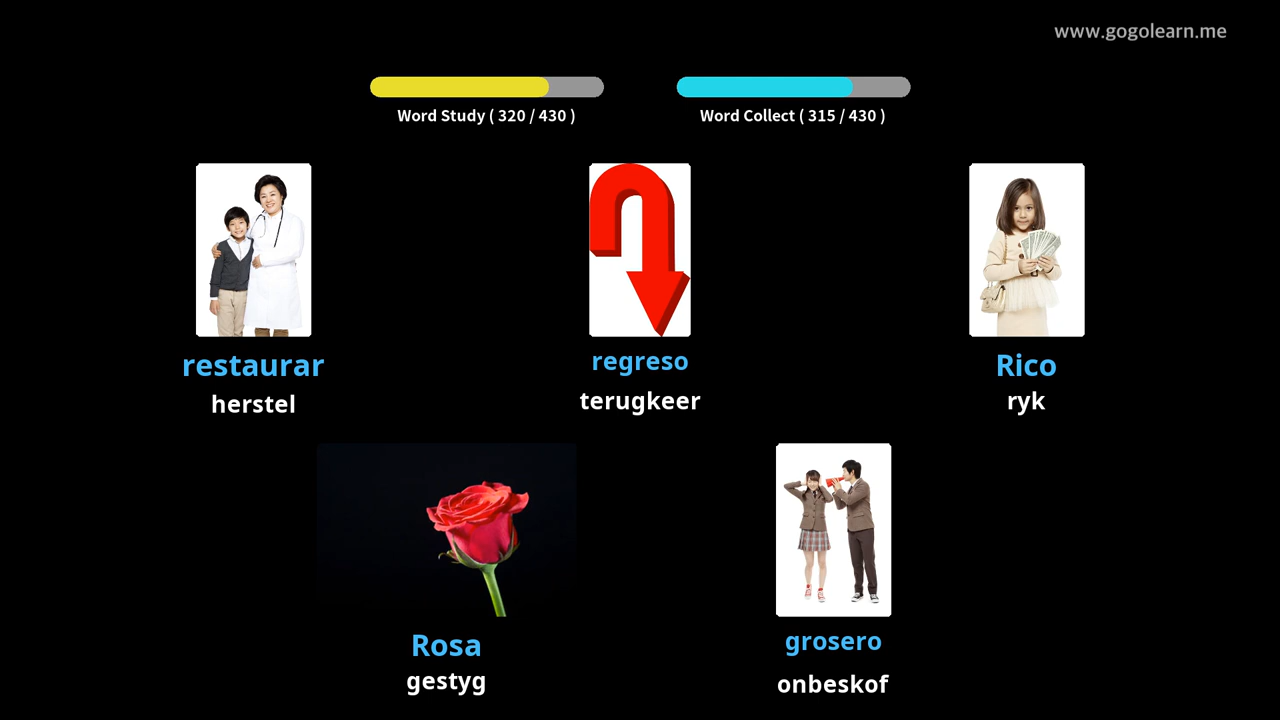 www.gogolearn.me
Word Study ( 320 / 430 )
Word Collect ( 315 / 430 )
restaurar
herstel
regreso
terugkeer
Rico
ryk
Rosa
gestyg
grosero
onbeskof